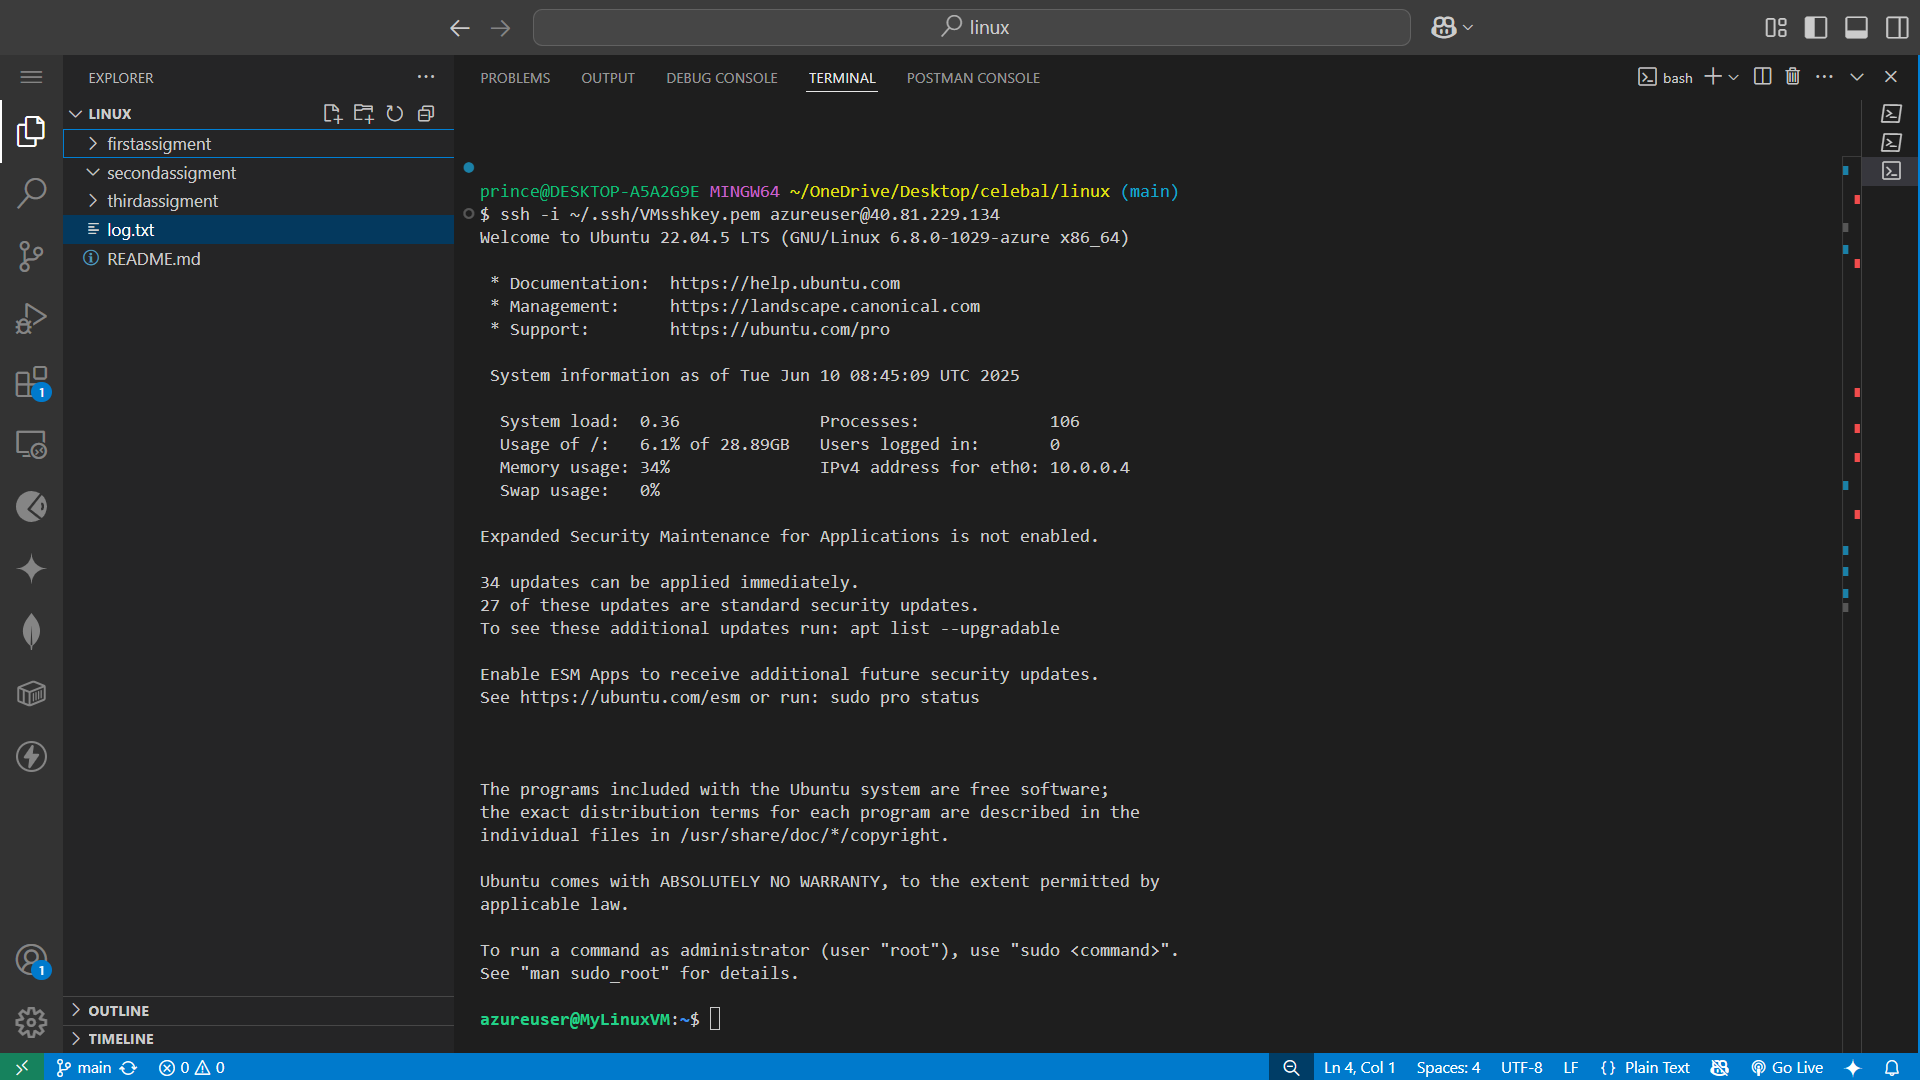 linux
EXPLORER
LINUX
firstassigment
secondassigment
thirdassigment
log.txt
README.md
1
1
OUTLINE
TIMELINE
PROBLEMS OUTPUT DEBUG CONSOLE TERMINAL POSTMAN CONSOLE
bash
prince@DESKTOP-A5A2G9E MINGW64 ~/OneDrive/Desktop/celebal/linux (main)
$ ssh -i ~/.ssh/VMsshkey.pem azureuser@40.81.229.134
Welcome to Ubuntu 22.04.5 LTS (GNU/Linux 6.8.0-1029-azure x86_64)
* Documentation: https://help.ubuntu.com
* Management: https://landscape.canonical.com
* Support: https://ubuntu.com/pro
System information as of Tue Jun 10 08:45:09 UTC 2025
System load: 0.36 Processes: 106
Usage of /: 6.1% of 28.89GB Users logged in: 0
Memory usage: 34% IPv4 address for eth0: 10.0.0.4
Swap usage: 0%
Expanded Security Maintenance for Applications is not enabled.
34 updates can be applied immediately.
27 of these updates are standard security updates.
To see these additional updates run: apt list --upgradable
Enable ESM Apps to receive additional future security updates.
See https://ubuntu.com/esm or run: sudo pro status
The programs included with the Ubuntu system are free software;
the exact distribution terms for each program are described in the
individual files in /usr/share/doc/*/copyright.
Ubuntu comes with ABSOLUTELY NO WARRANTY, to the extent permitted by
applicable law.
To run a command as administrator (user "root"), use "sudo <command>".
See "man sudo_root" for details.
azureuser@MyLinuxVM:~$
main 0 0 Ln 4, Col 1 Spaces: 4 UTF-8 LF {} Plain Text Go Live